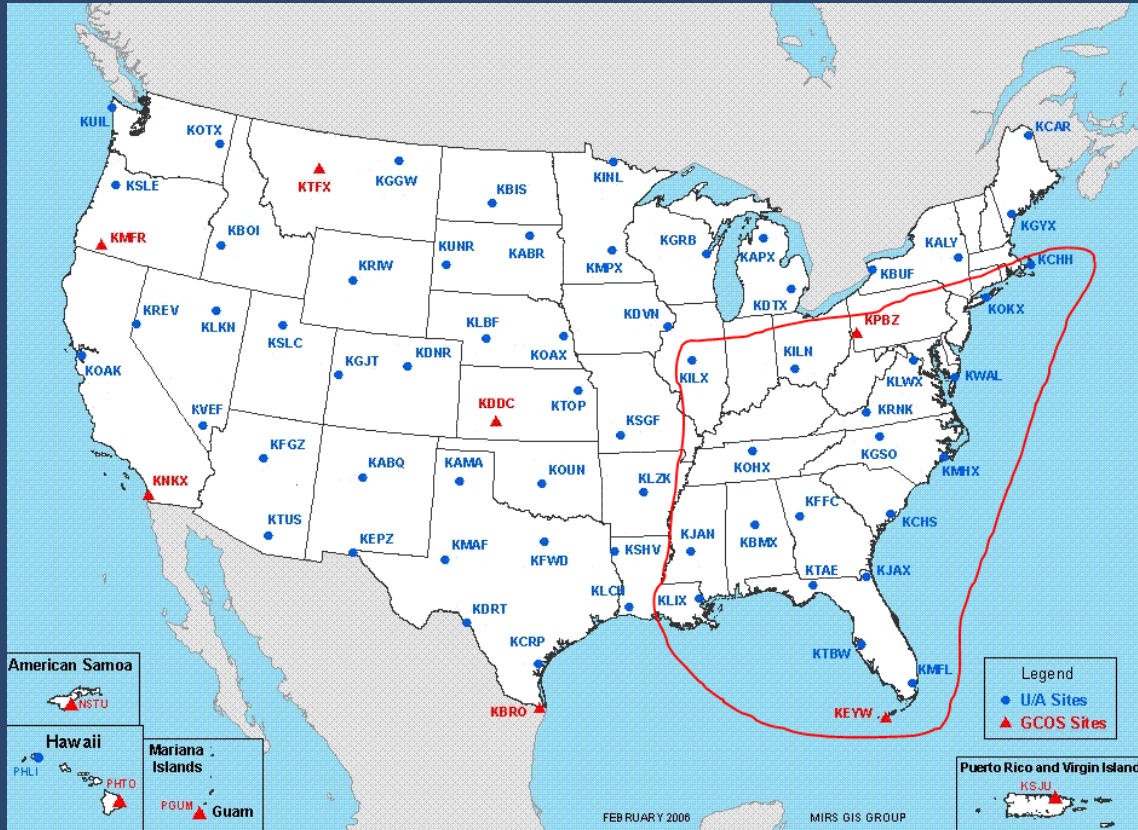 KUIL
KOTX
KCAR
KTFX
KGGW
KINL
KSLE
KBIS
KGYX
KMFR
KBOI
KUNR
KABR
KGRB
KAPX
KALY
KRIW
KMPX
KBUF
KCHH
KREV
KLKN
KDTX
KOKX
KLBF
KDVN
KPBZ
KSLC
KGJT
KDNR
KOAX
KILX
KILN
KOAK
KLWX
KWAL
KVEF
KDDC
KTOP
KSGF
KRNK
KFGZ
KOHX
KGSO
KMHX
KNKX
KABQ
KAMA
KOUN
KLZK
KFFC
KTUS
KEPZ
KMAF
KFWD
KSHV
KJAN
KBMX
KCHS
KTAE
KJAX
KLCH
KLIX
KDRT
KCRP
KTBW
KMFL
KBRO
KEYW
American Samoa
NSTU
Hawaii
PHLI
PHTO
Mariana
Islands
PGUM
Guam
Legend
U/A Sites
GCOS Sites
Puerto Rico and Virgin Island
KSJU
FEBRUARY 2006
MIRS GIS GROUP